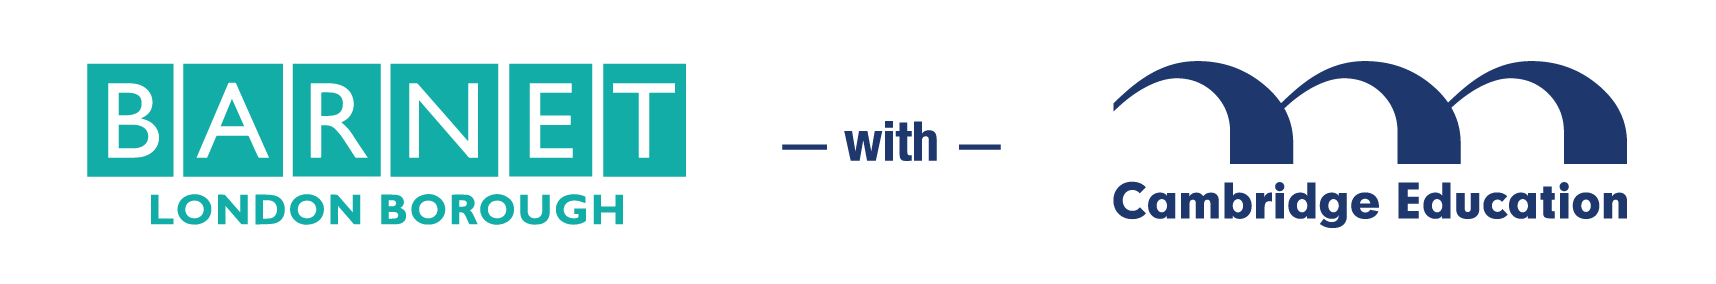 BARNET
LONDON BOROUGH
— with —
Cambridge Education